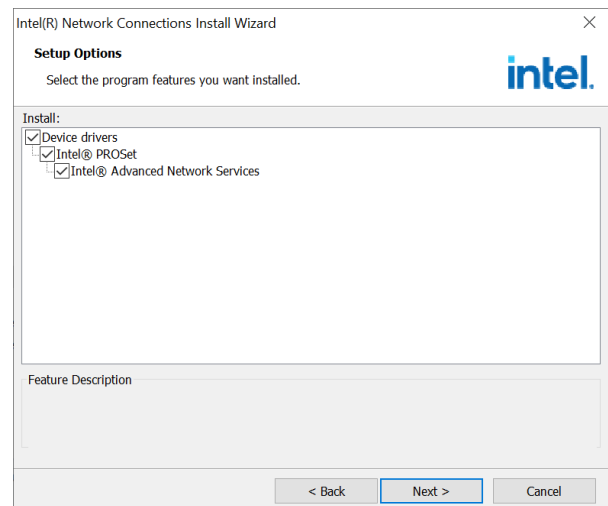 Intel(R) Network Connections Install Wizard
Setup Options
Select the program features you want installed.
intel.
Install:
Device drivers
Intel® PROSet
Intel® Advanced Network Services
Feature Description
< Back
Next >
Cancel